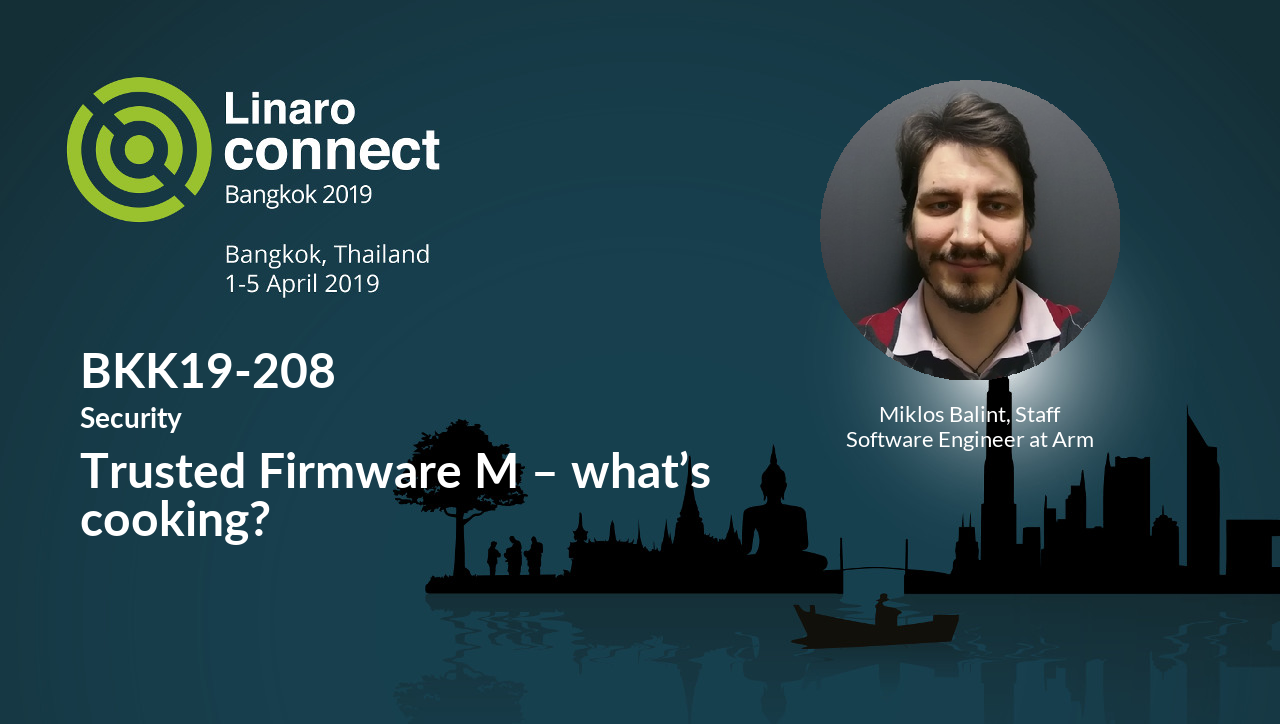 Linaro
connect
Bangkok 2019
Bangkok, Thailand
1-5 April 2019
BKK19-208
Security
Trusted Firmware M – what’s
cooking?
Miklos Balint, Staff
Software Engineer at Arm